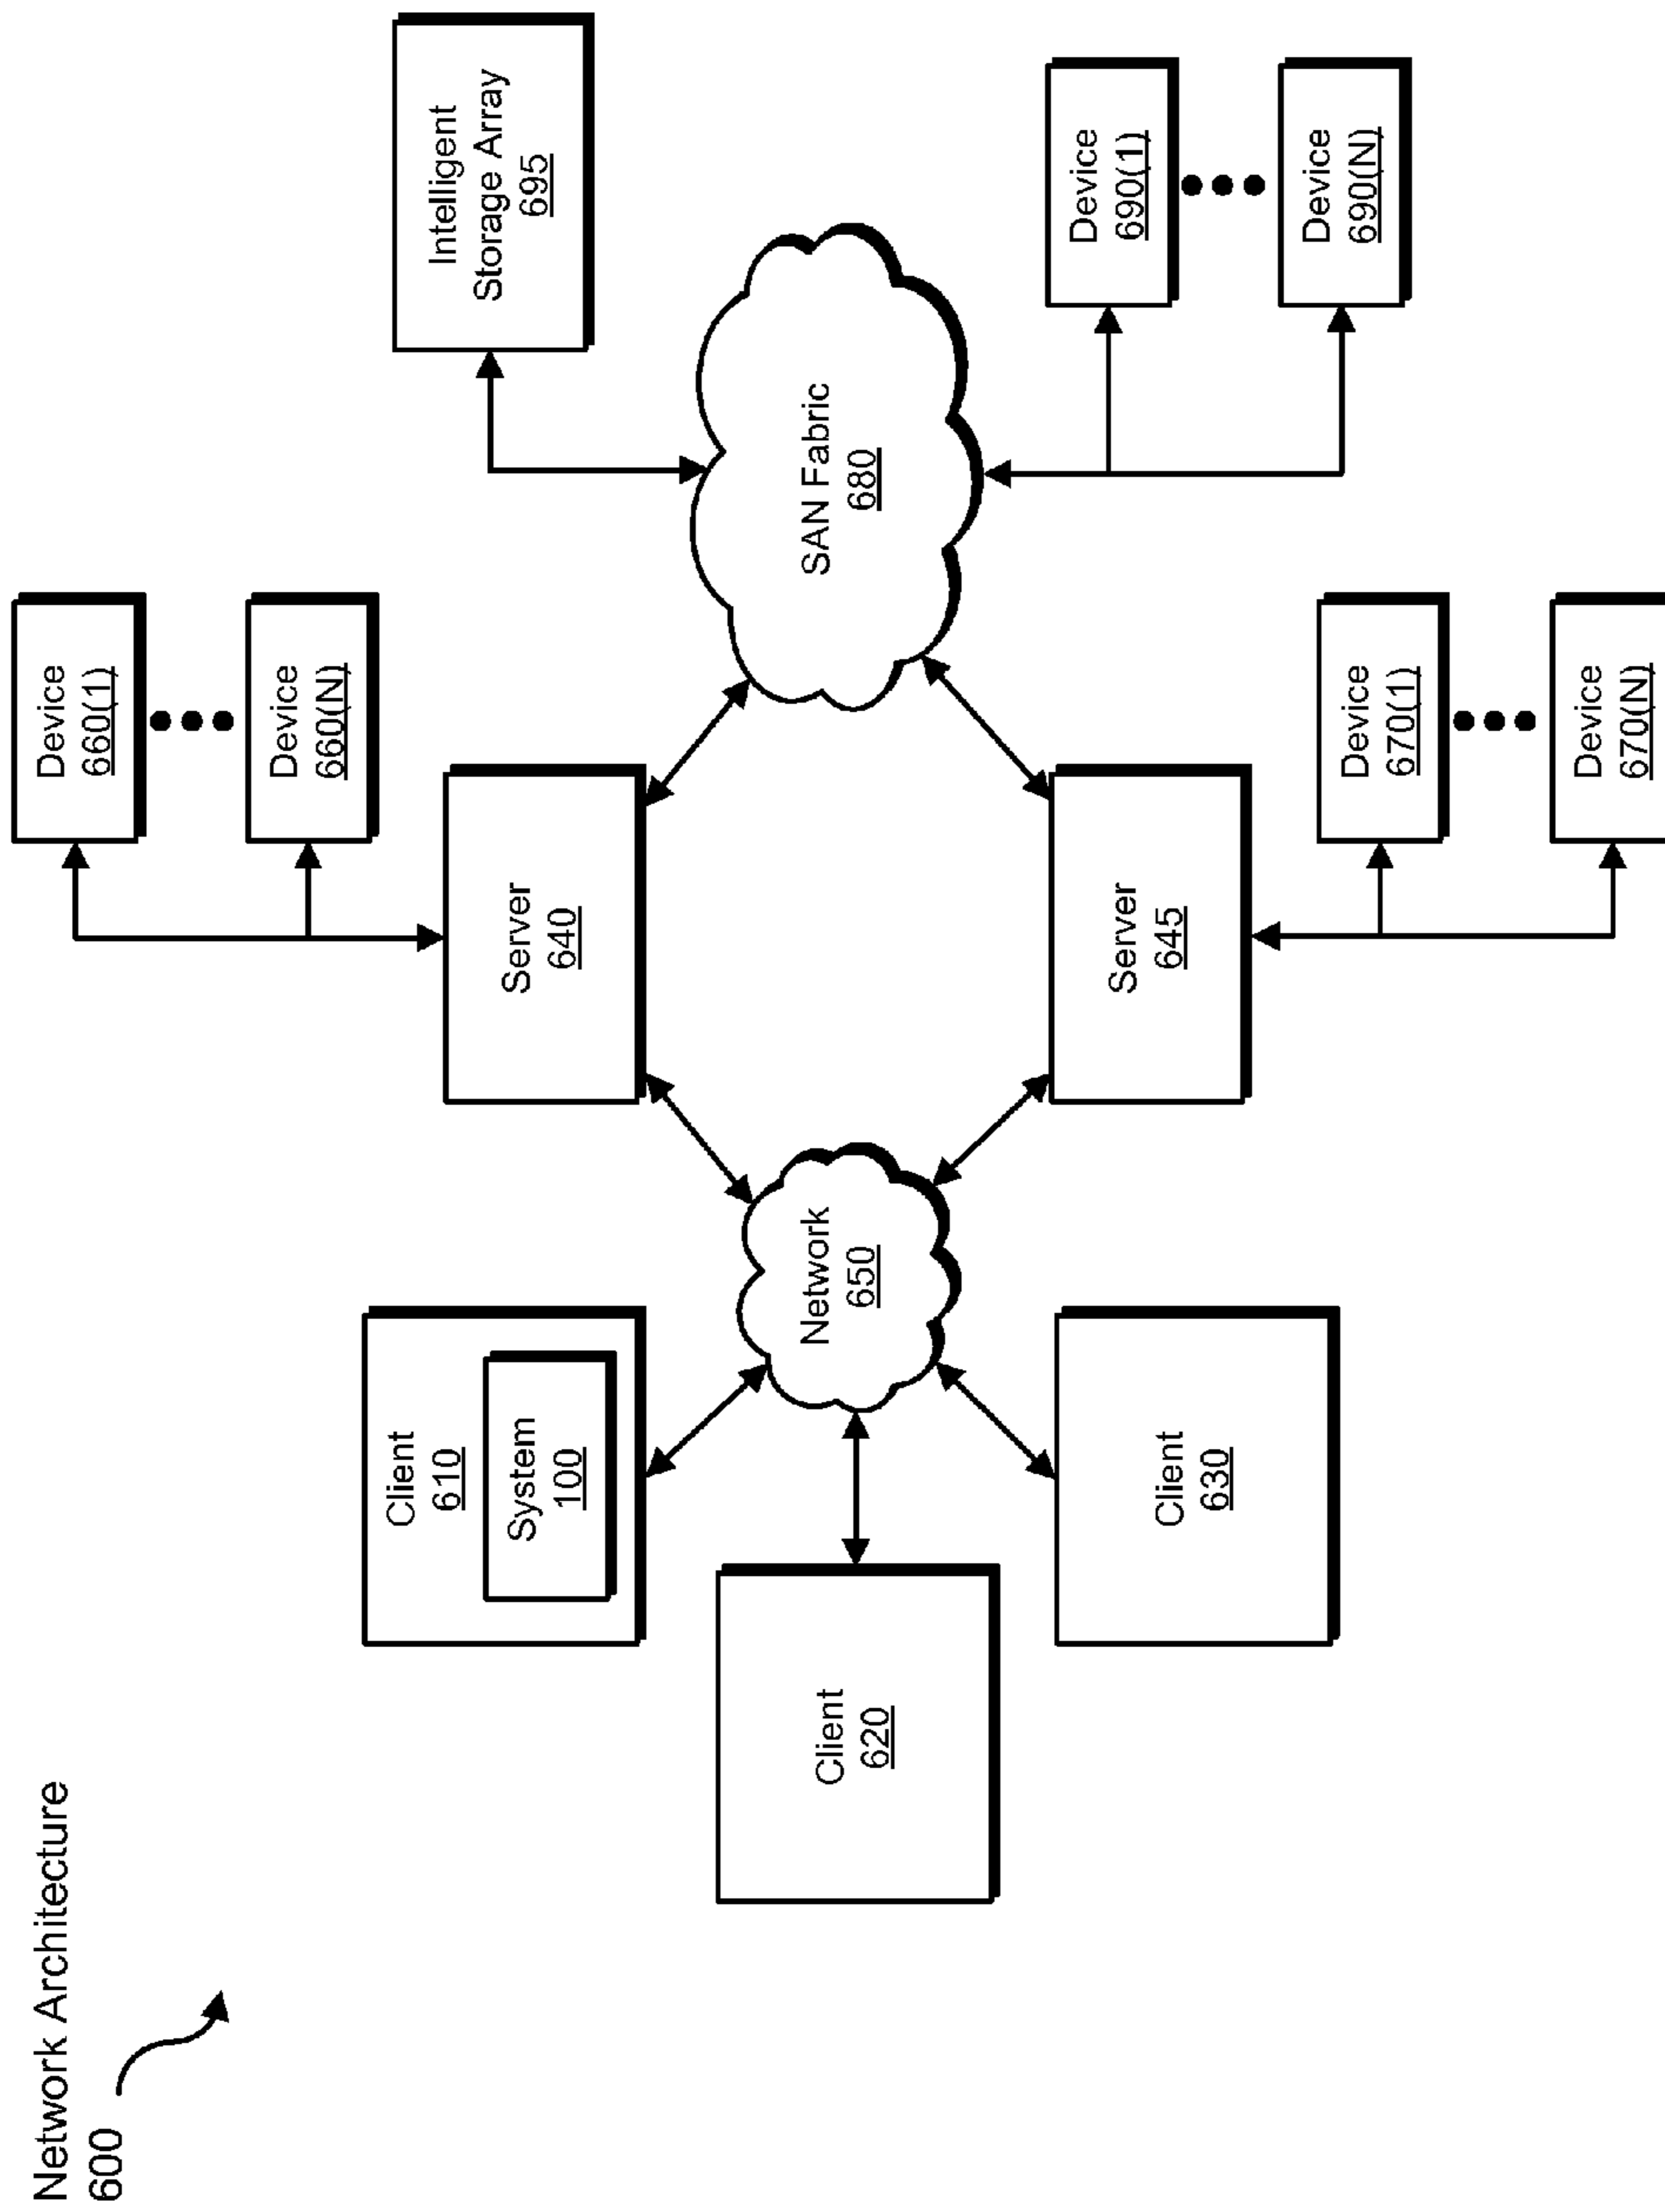 Network Architecture
600
Client
610
System
100
Client
620
Client
630
Network
650
Server
640
Server
645
Device
660(1)
Device
660(N)
Device
670(1)
Device
670(N)
SAN Fabric
680
Intelligent
Storage Array
695
Device
690(1)
Device
690(N)